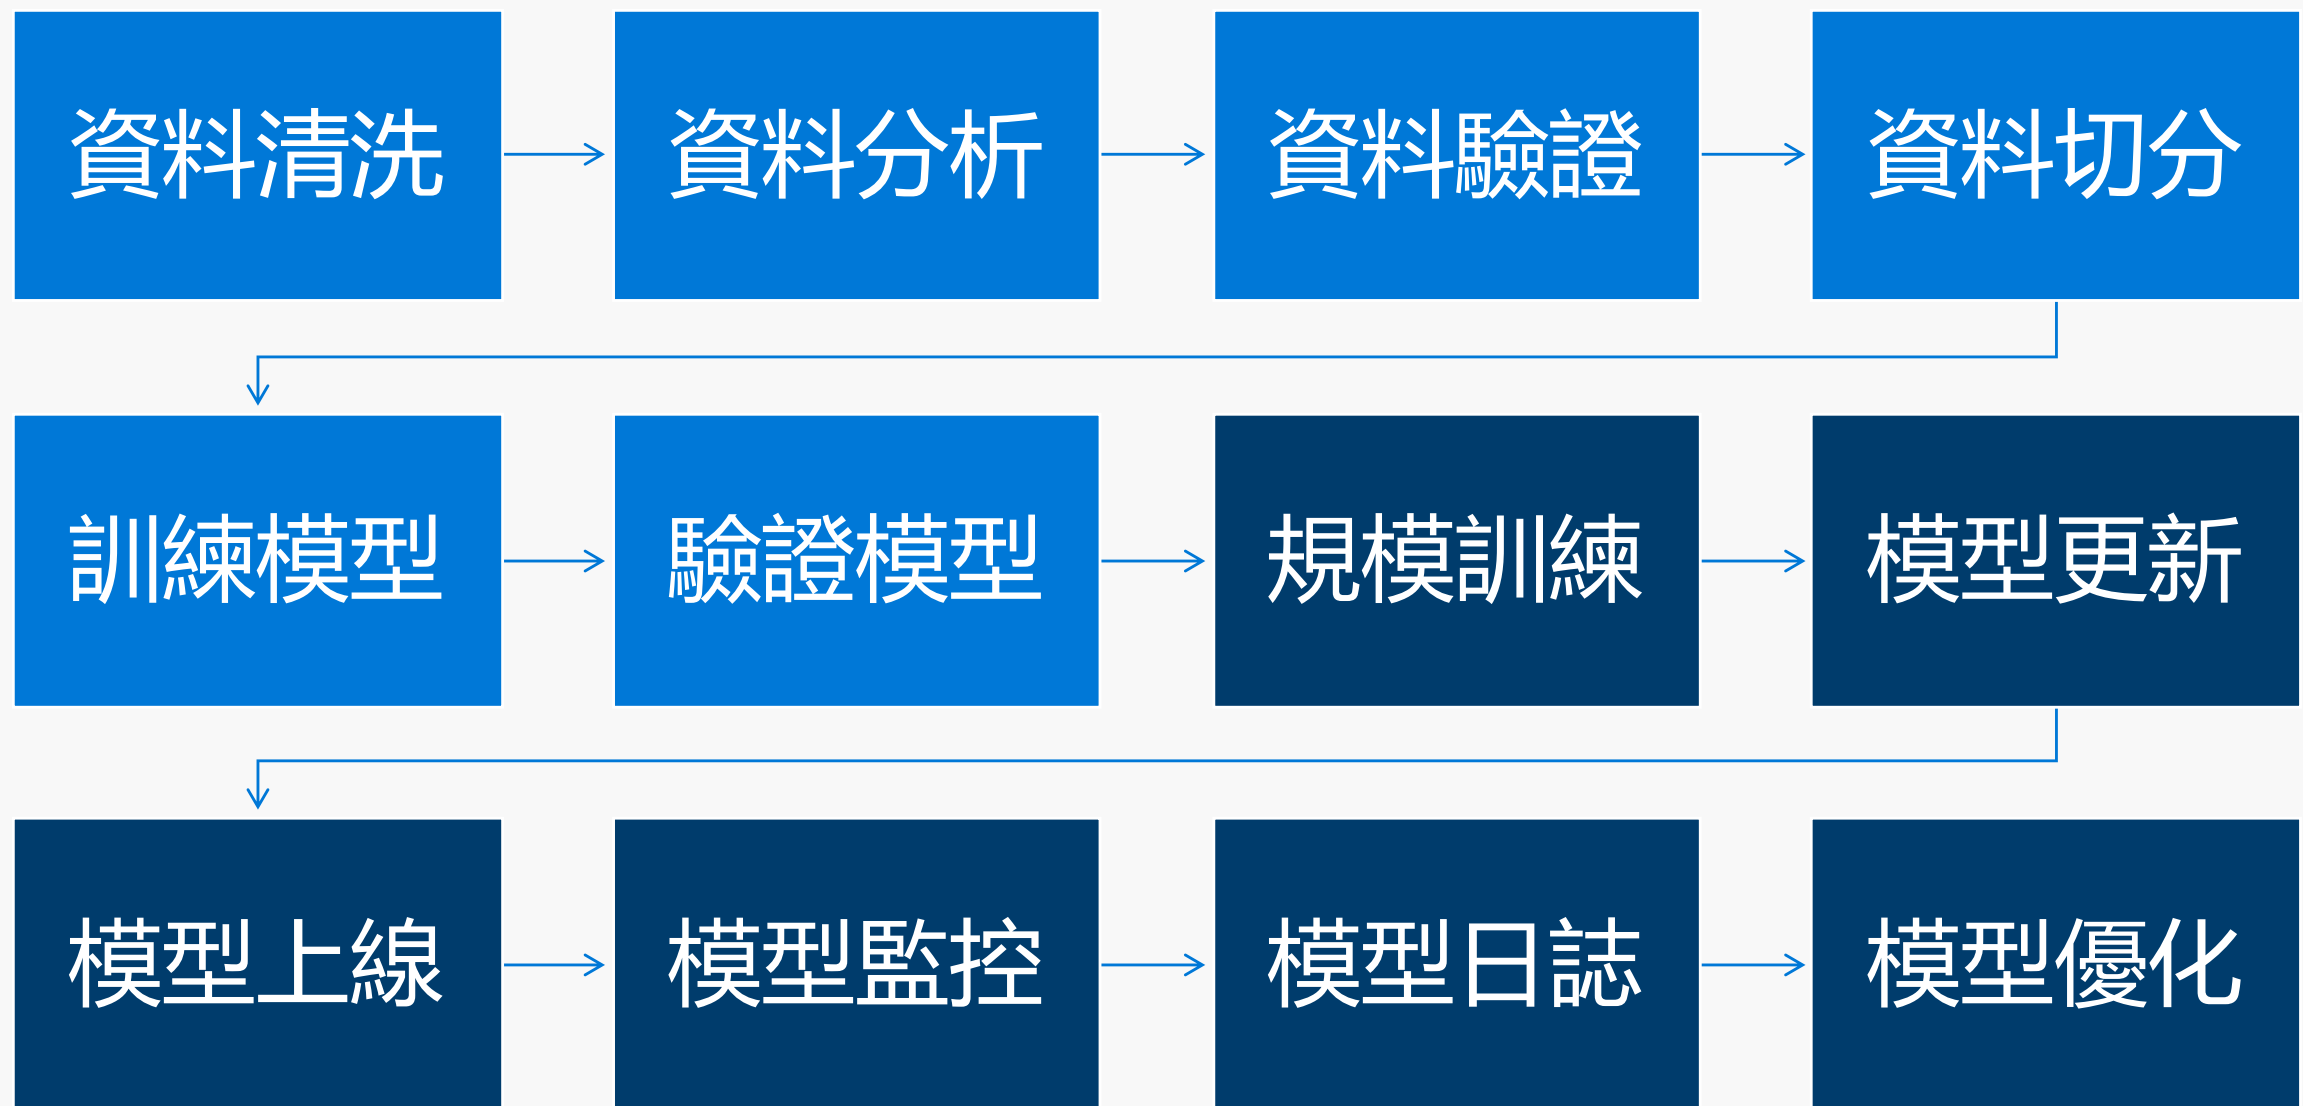 資料清洗
資料分析
資料驗證
資料切分
訓練模型
驗證模型
規模訓練
模型更新
模型上線
模型監控
模型日誌
模型優化